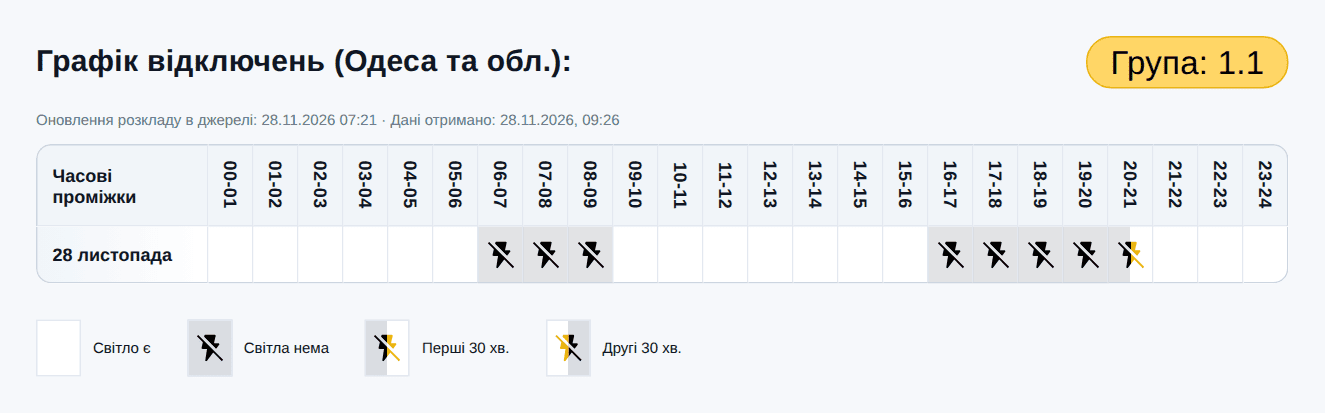 Графік відключень (Одеса та обл.):
Група: 1.1
Оновлення розкладу в джерелі: 28.11.2026 07:21 · Дані отримано: 28.11.2026, 09:26
Часові
проміжки
00-01
01-02
02-03
03-04
04-05
05-06
06-07
07-08
08-09
09-10
10-11
11-12
12-13
13-14
14-15
15-16
16-17
17-18
18-19
19-20
20-21
21-22
22-23
23-24
28 листопада
Світло є
Світла нема
Перші 30 хв.
Другі 30 хв.